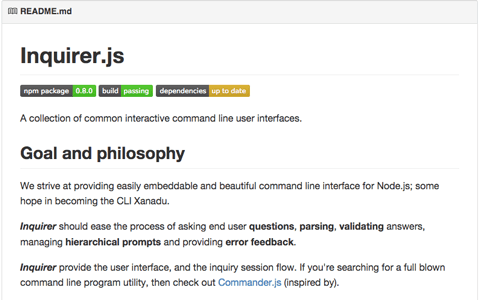 README.md
Inquirer.js
npm package 0.8.0 build passing dependencies up to date
A collection of common interactive command line user interfaces.
Goal and philosophy
We strive at providing easily embeddable and beautiful command line interface for Node.js; some
hope in becoming the CLI Xanadu.
Inquirer should ease the process of asking end user questions, parsing, validating answers,
managing hierarchical prompts and providing error feedback.
Inquirer provide the user interface, and the inquiry session flow. If you're searching for a full blown
command line program utility, then check out Commander.js (inspired by).